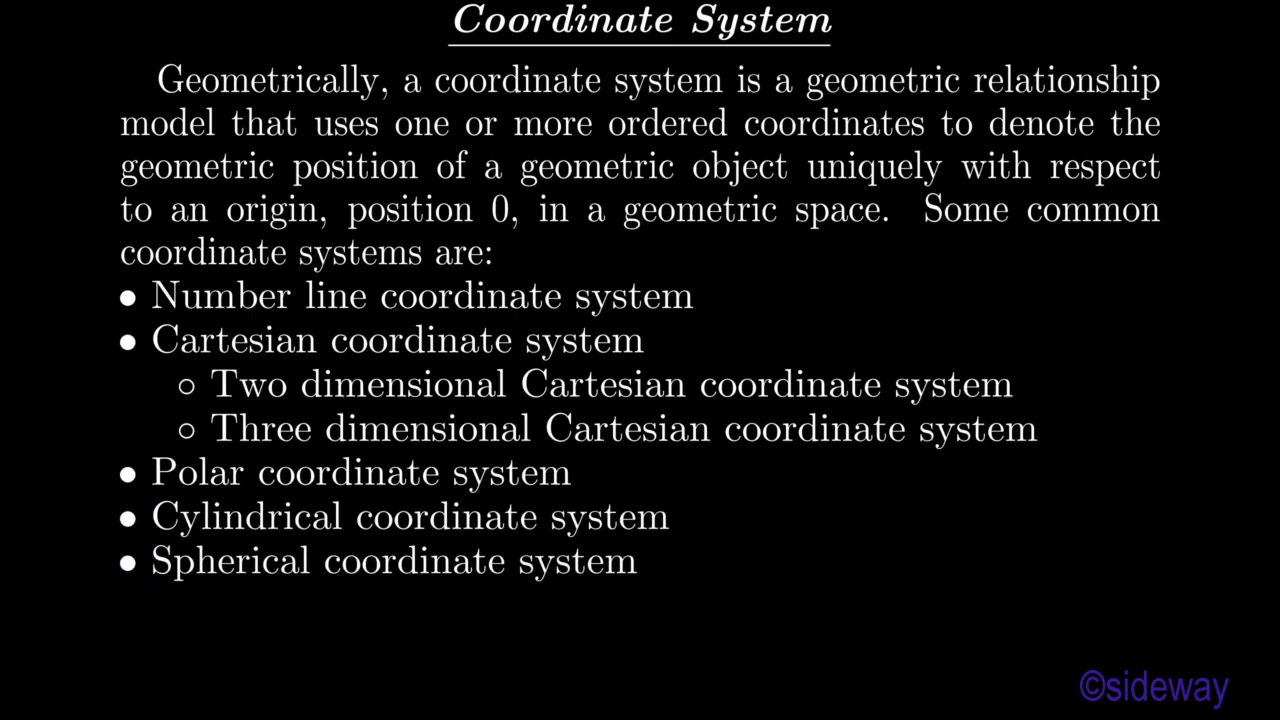 Coordinate System
Geometrically, a coordinate system is a geometric relationship
model that uses one or more ordered coordinates to denote the
geometric position of a geometric object uniquely with respect
to an origin, position 0, in a geometric space. Some common
coordinate systems are:
• Number line coordinate system
• Cartesian coordinate system
◦ Two dimensional Cartesian coordinate system
◦ Three dimensional Cartesian coordinate system
• Polar coordinate system
• Cylindrical coordinate system
• Spherical coordinate system
©sideway